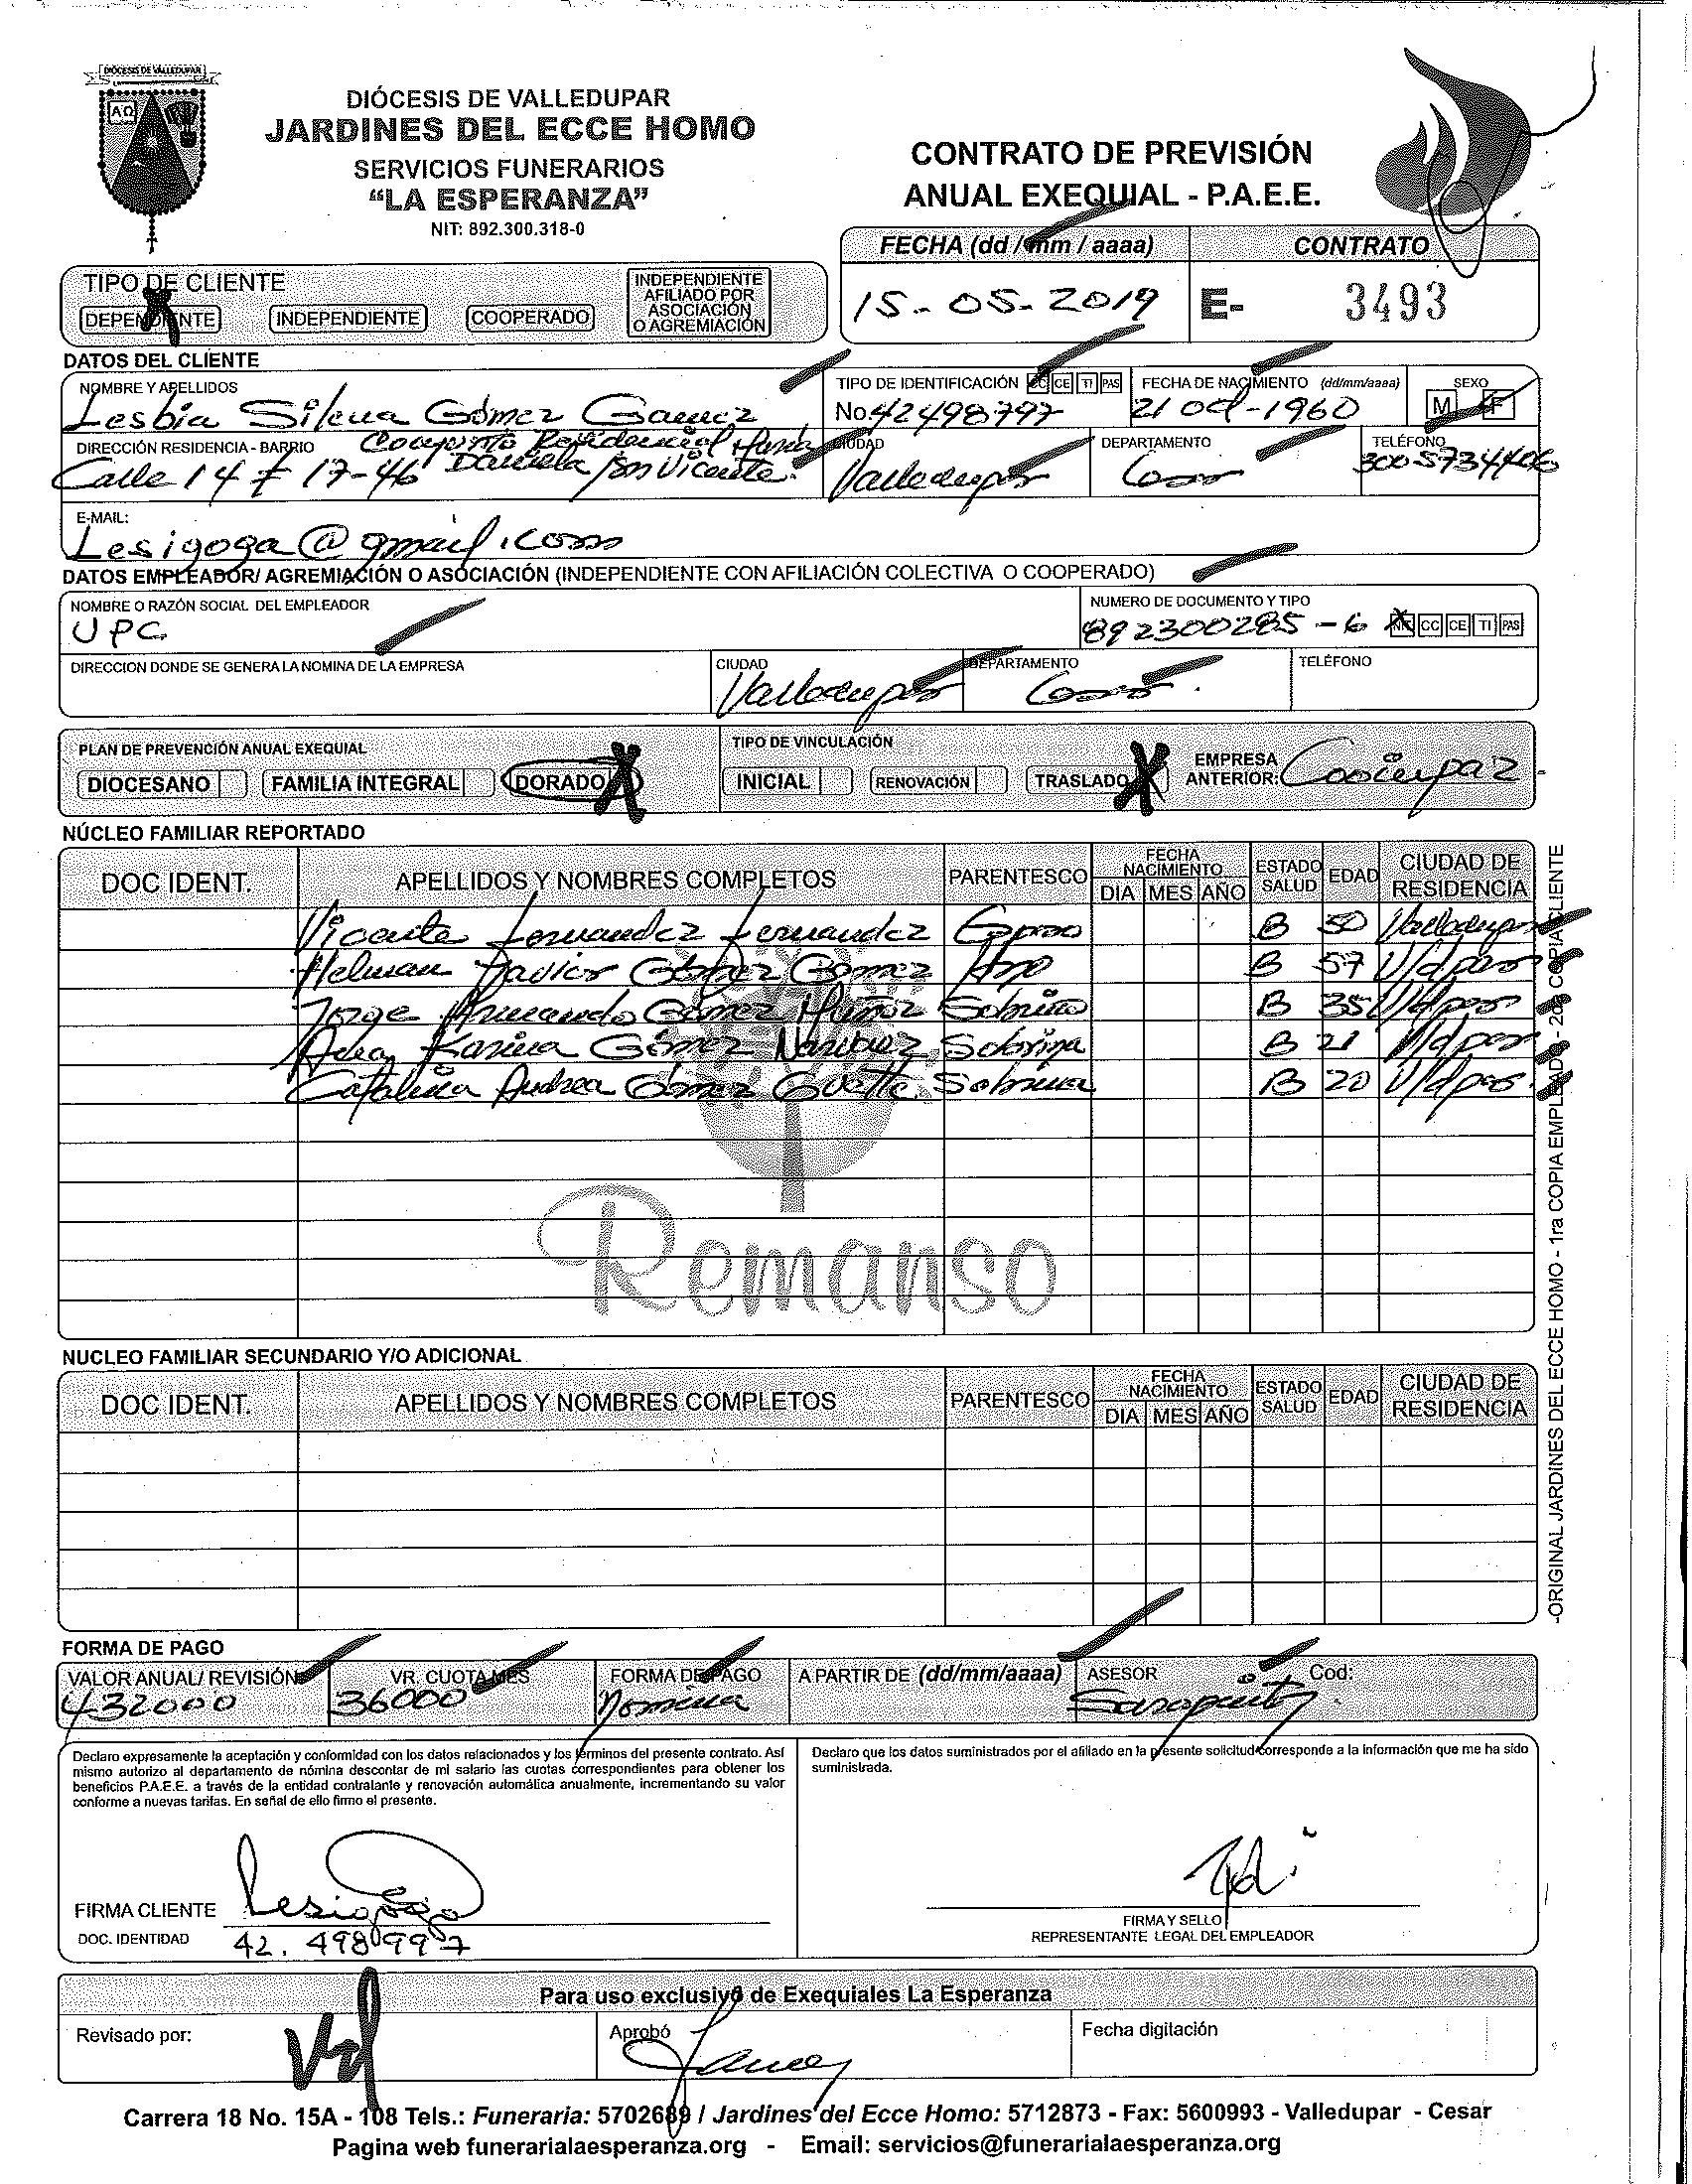 DIÓCESIS DE VALLEDUPAR
AΩ
DIÓCESIS DE VALLEDUPAR
JARDINES DEL ECCE HOMO
SERVICIOS FUNERARIOS
“LA ESPERANZA”
NIT: 892.300.318-0
CONTRATO DE PREVISIÓN
ANUAL EXEQUIAL - P.A.E.E.
FECHA (dd / mm / aaaa) CONTRATO
15-05-2019 E- 3493
TIPO DE CLIENTE
DEPENDIENTE INDEPENDIENTE COOPERADO INDEPENDIENTE AFILIADO POR ASOCIACIÓN O AGREMIACIÓN
DATOS DEL CLIENTE
NOMBRE Y APELLIDOS TIPO DE IDENTIFICACIÓN CC CE TI PAS FECHA DE NACIMIENTO (dd/mm/aaaa) SEXO
Lesbia Silena Gómez Gamez No. 42498797 21 oct-1960 M F
DIRECCIÓN RESIDENCIA - BARRIO Conjunto Residencial María CIUDAD DEPARTAMENTO TELÉFONO
Calle 14 # 17-46 Daniela San Vicente. Valledupar Cesar 3005734406
E-MAIL:
Lesigoga@gmail.com
DATOS EMPLEADOR/ AGREMIACIÓN O ASOCIACIÓN (INDEPENDIENTE CON AFILIACIÓN COLECTIVA O COOPERADO)
NOMBRE O RAZÓN SOCIAL DEL EMPLEADOR NUMERO DE DOCUMENTO Y TIPO
UPC 892300285-6 NIT CC CE TI PAS
DIRECCION DONDE SE GENERA LA NOMINA DE LA EMPRESA CIUDAD DEPARTAMENTO TELÉFONO
Valledupar Cesar.
PLAN DE PREVENCIÓN ANUAL EXEQUIAL TIPO DE VINCULACIÓN
DIOCESANO FAMILIA INTEGRAL DORADO X INICIAL RENOVACIÓN TRASLADO X EMPRESA ANTERIOR:
NÚCLEO FAMILIAR REPORTADO
DOC IDENT. APELLIDOS Y NOMBRES COMPLETOS PARENTESCO FECHA NACIMIENTO DIA MES AÑO ESTADO SALUD EDAD CIUDAD DE RESIDENCIA
Vicente Fernandez Fernandez Esposo B 50 Valledupar
Helman Javier Gómez Gomez B 57 V/dpar
Jorge Armando Gómez Muñoz Sobrino B 35 V/dpar
Ana Karina Gómez Narvaez Sobrina B 21 V/dpar
Catalina Andrea Gómez Sobrina B 20 V/dpar.
Remanso
NUCLEO FAMILIAR SECUNDARIO Y/O ADICIONAL
DOC IDENT. APELLIDOS Y NOMBRES COMPLETOS PARENTESCO FECHA NACIMIENTO DIA MES AÑO ESTADO SALUD EDAD CIUDAD DE RESIDENCIA
-ORIGINAL JARDINES DEL ECCE HOMO - 1ra COPIA EMPLEADO - 2da COPIA CLIENTE
FORMA DE PAGO
VALOR ANUAL/ REVISIÓN VR. CUOTA MES FORMA DE PAGO A PARTIR DE (dd/mm/aaaa) ASESOR Cod:
432000 36000 Nomina
Declaro expresamente la aceptación y conformidad con los datos relacionados y los términos del presente contrato. Así
mismo autorizo al departamento de nómina descontar de mi salario las cuotas correspondientes para obtener los
beneficios P.A.E.E. a través de la entidad contratante y renovación automática anualmente, incrementando su valor
conforme a nuevas tarifas. En señal de ello firmo el presente.
Declaro que los datos suministrados por el afiliado en la presente solicitud corresponde a la información que me ha sido
suministrada.
FIRMA CLIENTE Lesigoga
DOC. IDENTIDAD 42.498997
FIRMA Y SELLO
REPRESENTANTE LEGAL DEL EMPLEADOR
Para uso exclusivo de Exequiales La Esperanza
Revisado por: Aprobó Fecha digitación
Carrera 18 No. 15A - 108 Tels.: Funeraria: 5702689 / Jardines del Ecce Homo: 5712873 - Fax: 5600993 - Valledupar - Cesar
Pagina web funerarialaesperanza.org - Email: servicios@funerarialaesperanza.org